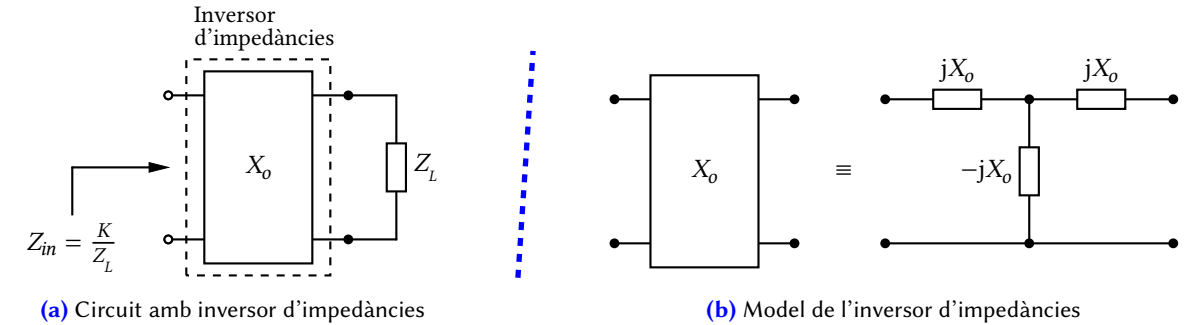 Inversor
d'impedàncies
X_o
Z_L
Z_in = K/Z_L
(a) Circuit amb inversor d'impedàncies
X_o
≡
jX_o
jX_o
−jX_o
(b) Model de l'inversor d'impedàncies